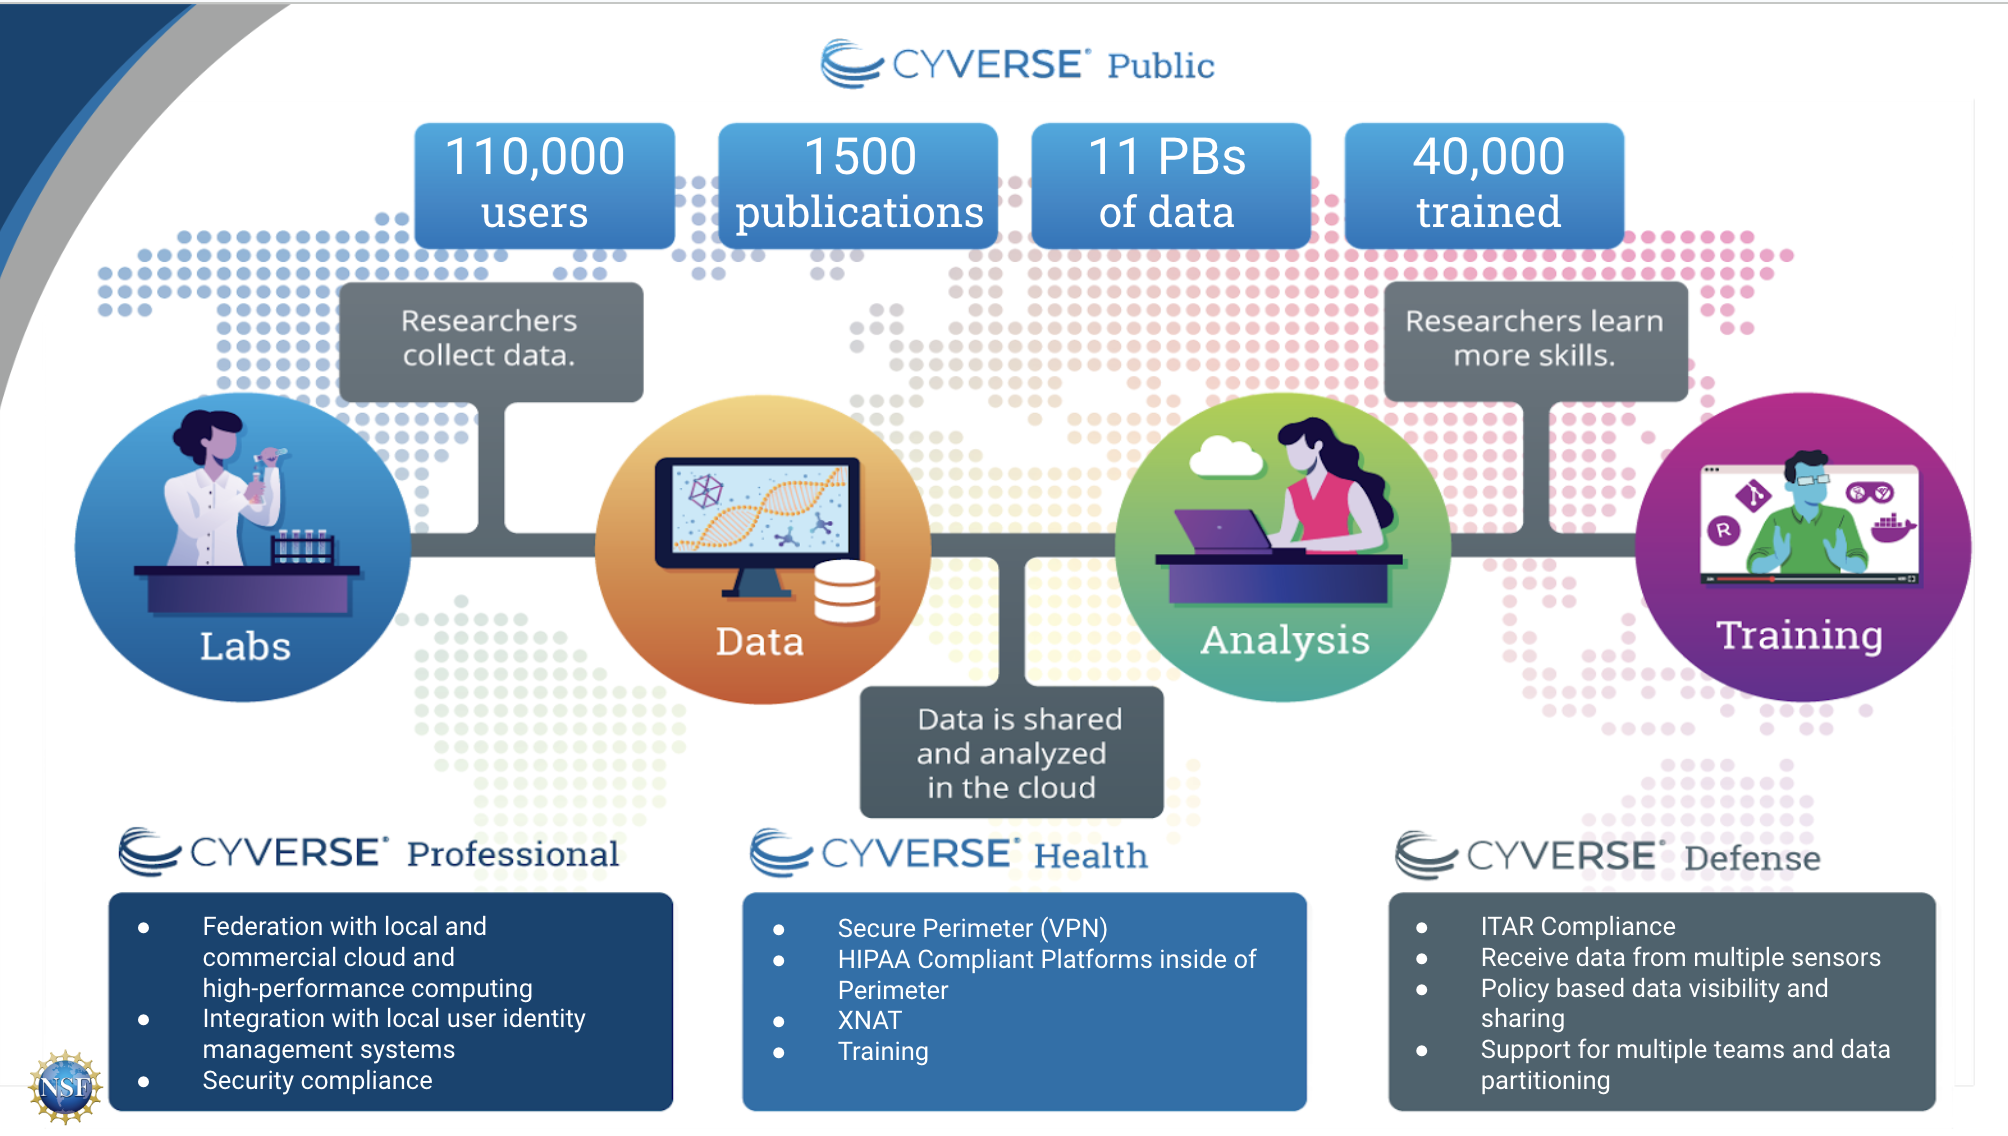 CYVERSE® Public
110,000
users
1500
publications
11 PBs
of data
40,000
trained
Researchers
collect data.
Researchers learn
more skills.
R
Labs
Data
Analysis
Training
Data is shared
and analyzed
in the cloud
CYVERSE® Professional
● Federation with local and
commercial cloud and
high-performance computing
● Integration with local user identity
management systems
● Security compliance
CYVERSE® Health
● Secure Perimeter (VPN)
● HIPAA Compliant Platforms inside of
Perimeter
● XNAT
● Training
CYVERSE® Defense
● ITAR Compliance
● Receive data from multiple sensors
● Policy based data visibility and
sharing
● Support for multiple teams and data
partitioning
NSF